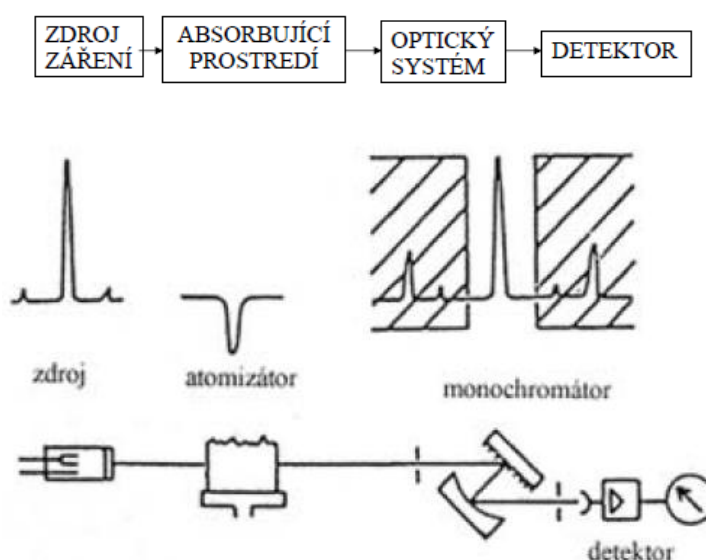 ZDROJ
ZÁŘENÍ
ABSORBUJÍCÍ
PROSTREDÍ
OPTICKÝ
SYSTÉM
DETEKTOR
zdroj
atomizátor
monochromátor
detektor